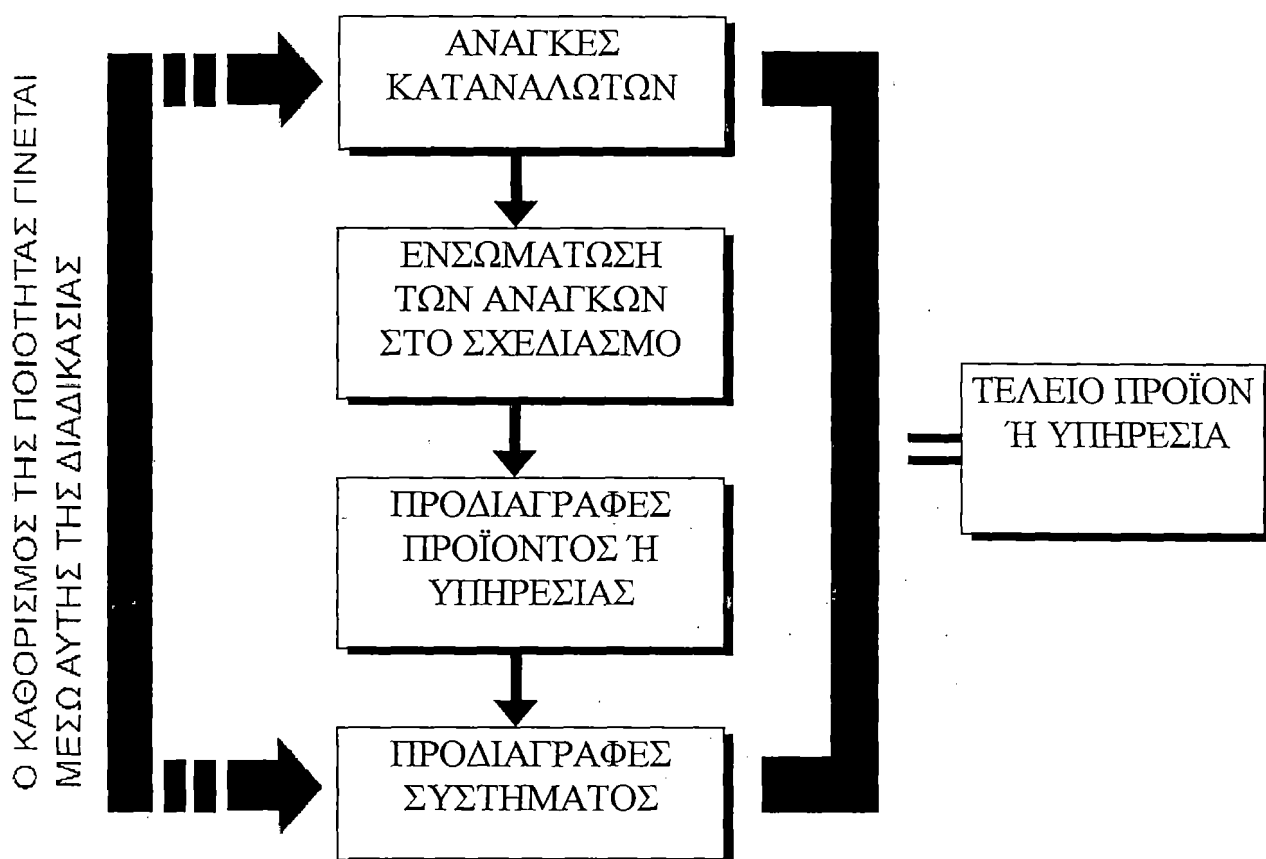 Ο ΚΑΘΟΡΙΣΜΟΣ ΤΗΣ ΠΟΙΟΤΗΤΑΣ ΓΙΝΕΤΑΙ
ΜΕΣΩ ΑΥΤΗΣ ΤΗΣ ΔΙΑΔΙΚΑΣΙΑΣ
ΑΝΑΓΚΕΣ
ΚΑΤΑΝΑΛΩΤΩΝ
ΕΝΣΩΜΑΤΩΣΗ
ΤΩΝ ΑΝΑΓΚΩΝ
ΣΤΟ ΣΧΕΔΙΑΣΜΟ
ΠΡΟΔΙΑΓΡΑΦΕΣ
ΠΡΟΪΟΝΤΟΣ Ή
ΥΠΗΡΕΣΙΑΣ
ΠΡΟΔΙΑΓΡΑΦΕΣ
ΣΥΣΤΗΜΑΤΟΣ
ΤΕΛΕΙΟ ΠΡΟΪΟΝ
Ή ΥΠΗΡΕΣΙΑ